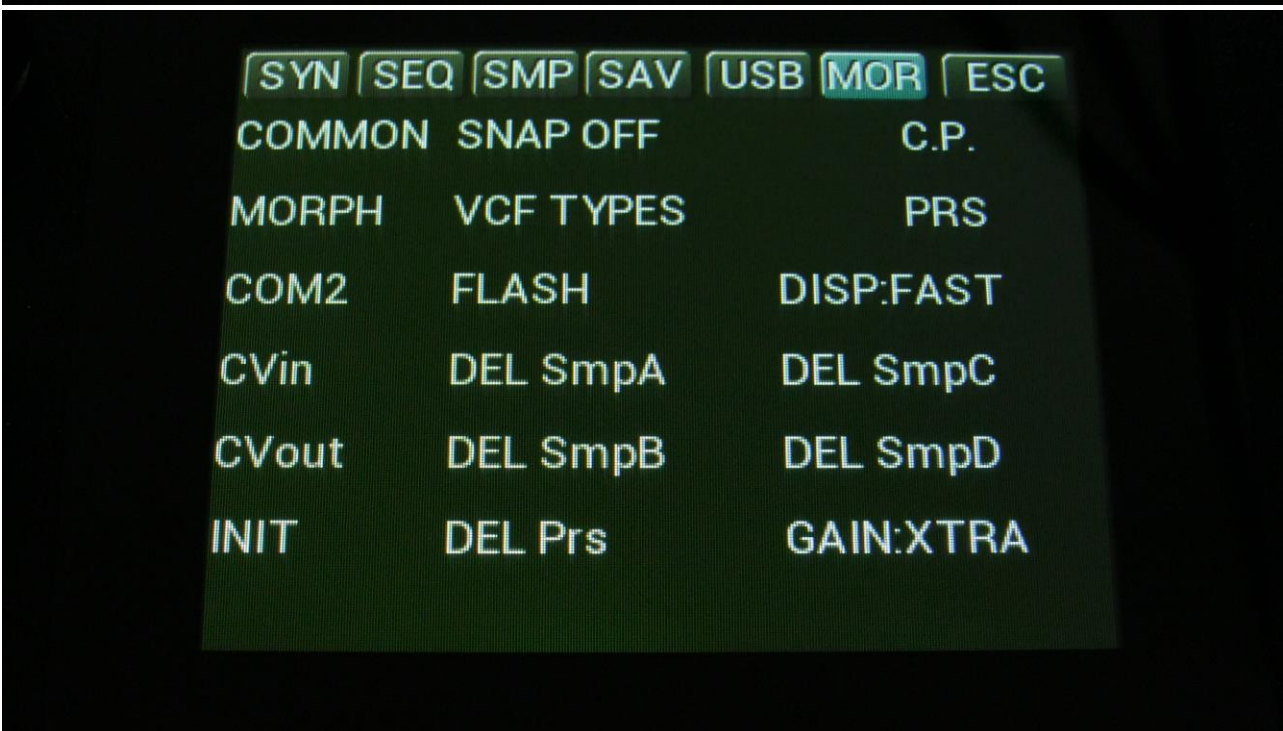 SYN SEQ SMP SAV USB MOR ESC
COMMON SNAP OFF C.P.
MORPH VCF TYPES PRS
COM2 FLASH DISP:FAST
CVin DEL SmpA DEL SmpC
CVout DEL SmpB DEL SmpD
INIT DEL Prs GAIN:XTRA